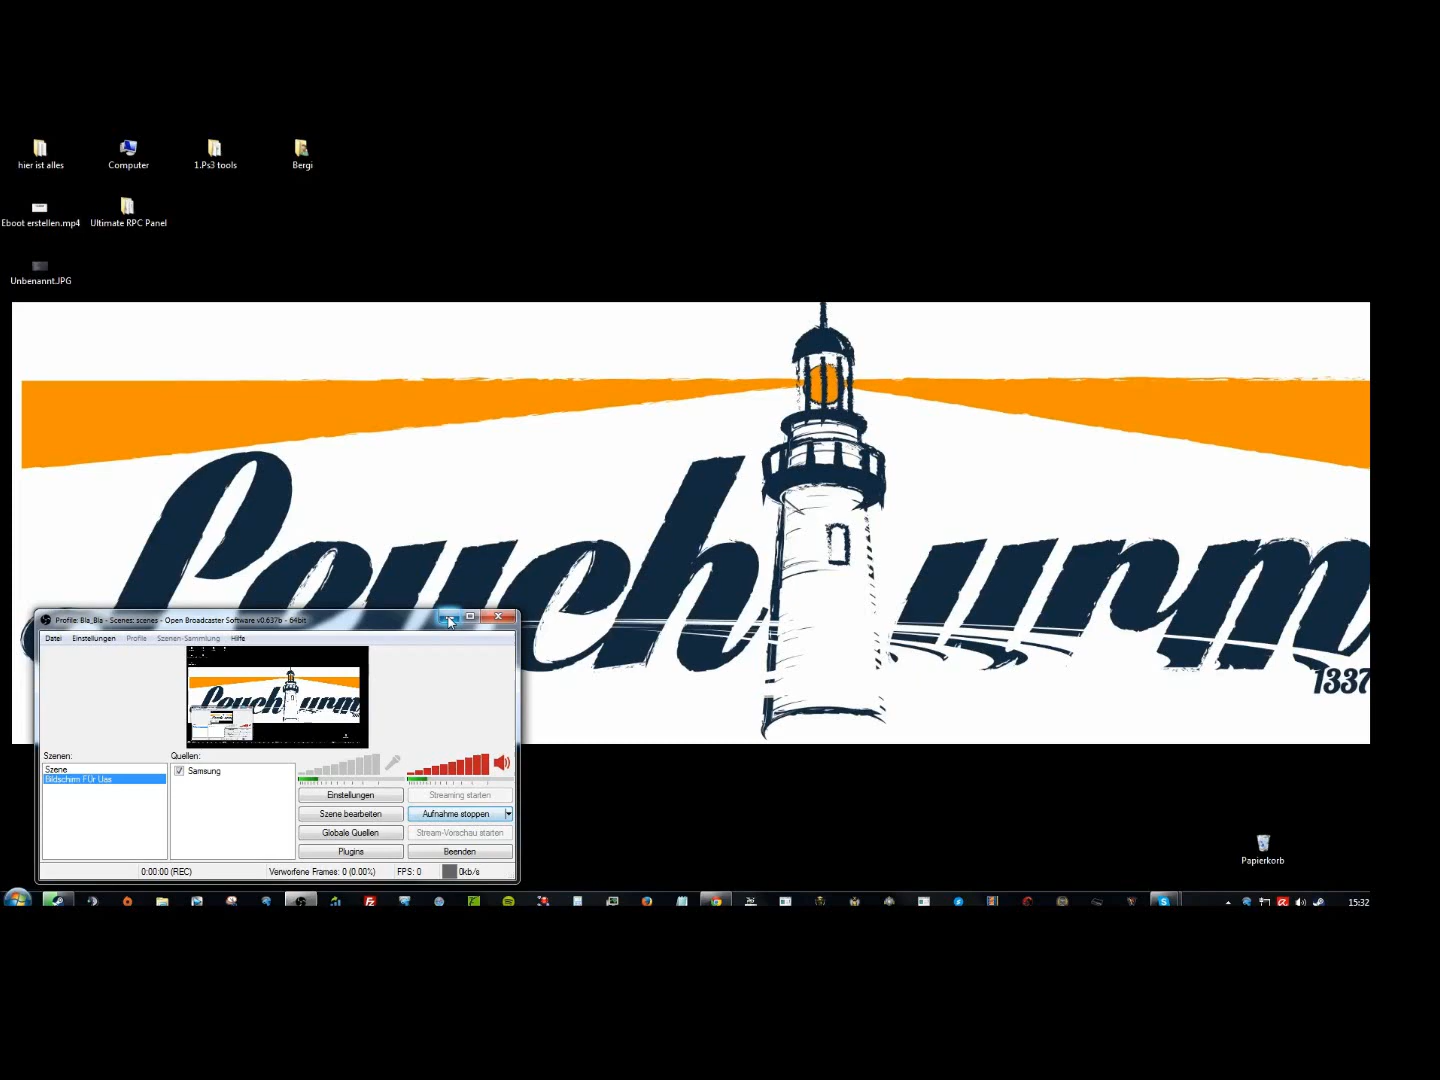 hier ist alles
Computer
1.Ps3 tools
Bergi
Eboot erstellen.mp4
Ultimate RPC Panel
Unbenannt.JPG
Leucht urm
1337
Profile: Bla_Bla - Scenes: scenes - Open Broadcaster Software v0.637b - 64bit
Datei Einstellungen Profile Szenen-Sammlung Hilfe
Szenen:
Quellen:
Szene
Bildschirm FÜr Uas
Samsung
Einstellungen
Streaming starten
Szene bearbeiten
Aufnahme stoppen
Globale Quellen
Stream-Vorschau starten
Plugins
Beenden
0:00:00 (REC)
Verworfene Frames: 0 (0.00%)
FPS: 0
0kb/s
Papierkorb
15:32